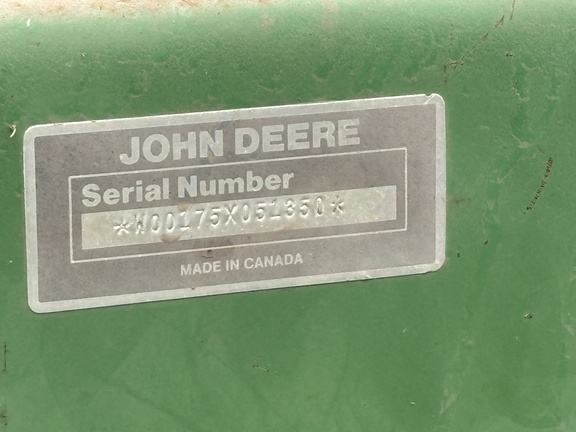 JOHN DEERE
Serial Number
*W00175X051350*
MADE IN CANADA